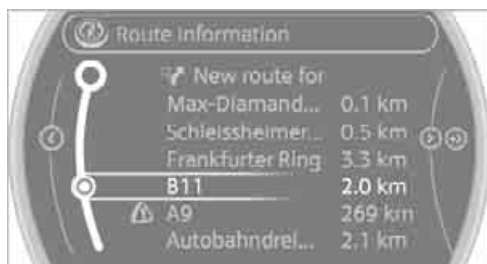 Route information
New route for
Max-Diamand... 0.1 km
Schleissheimer... 0.5 km
Frankfurter Ring 3.3 km
B11 2.0 km
A9 269 km
Autobahndrei... 2.1 km